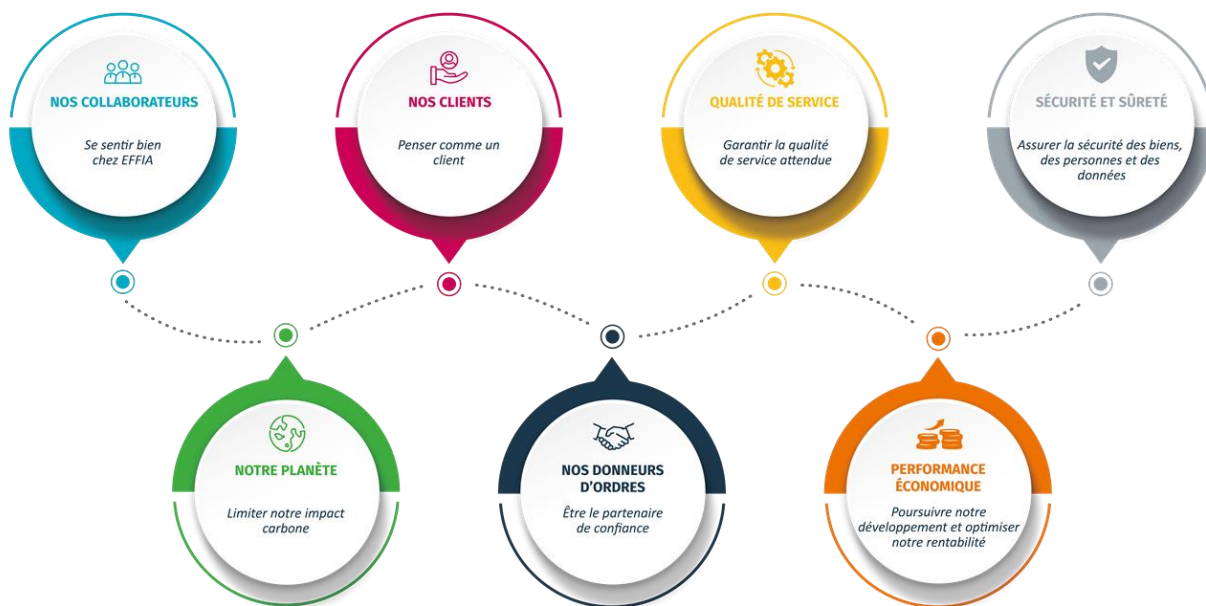 NOS COLLABORATEURS
Se sentir bien
chez EFFIA
NOS CLIENTS
Penser comme un
client
QUALITÉ DE SERVICE
Garantir la qualité
de service attendue
SÉCURITÉ ET SÛRETÉ
Assurer la sécurité des biens,
des personnes et des
données
NOTRE PLANÈTE
Limiter notre impact
carbone
NOS DONNEURS
D'ORDRES
Être le partenaire
de confiance
PERFORMANCE
ÉCONOMIQUE
Poursuivre notre
développement et optimiser
notre rentabilité